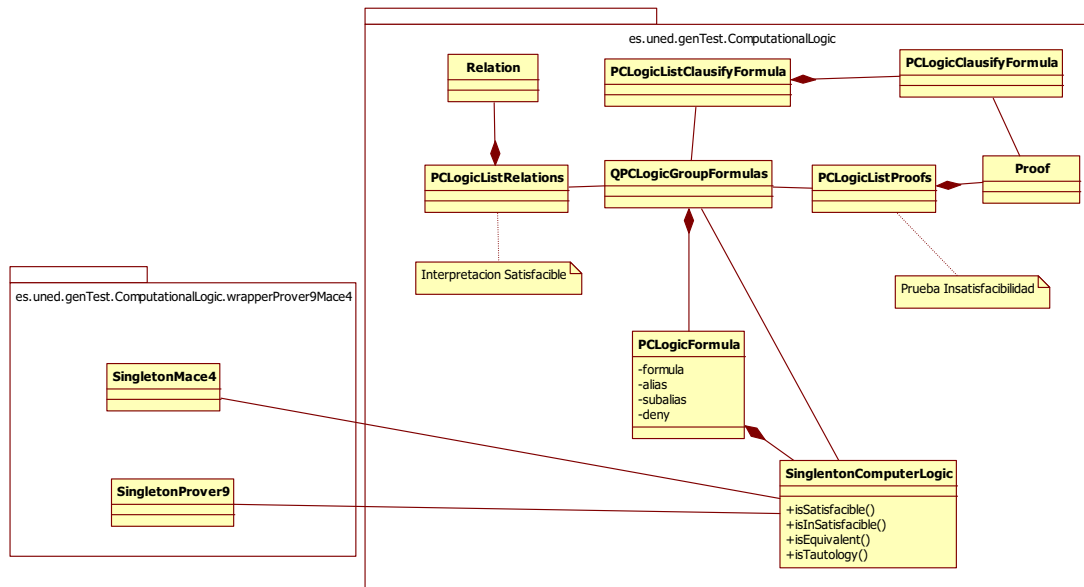 es.uned.genTest.ComputationalLogic
Relation
PCLogicListClausifyFormula
PCLogicClausifyFormula
PCLogicListRelations
QPCLogicGroupFormulas
PCLogicListProofs
Proof
Interpretacion Satisfacible
Prueba Insatisfacibilidad
es.uned.genTest.ComputationalLogic.wrapperProver9Mace4
PCLogicFormula
-formula
-alias
-subalias
-deny
SingletonMace4
SingletonProver9
SinglentonComputerLogic
+isSatisfacible()
+isInSatisfacible()
+isEquivalent()
+isTautology()